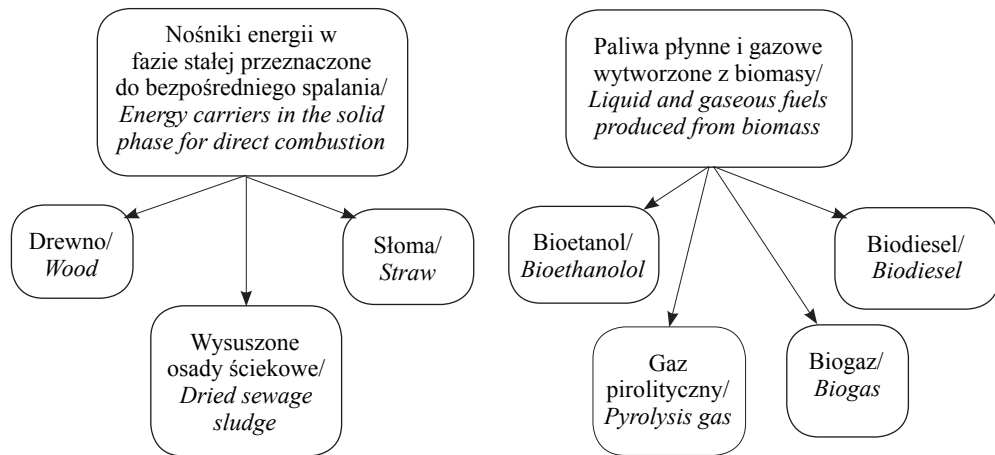 Nośniki energii w
fazie stałej przeznaczone
do bezpośredniego spalania/
Energy carriers in the solid
phase for direct combustion
Drewno/
Wood
Wysuszone
osady ściekowe/
Dried sewage
sludge
Słoma/
Straw
Paliwa płynne i gazowe
wytworzone z biomasy/
Liquid and gaseous fuels
produced from biomass
Bioetanol/
Bioethanolol
Gaz
pirolityczny/
Pyrolysis gas
Biogaz/
Biogas
Biodiesel/
Biodiesel